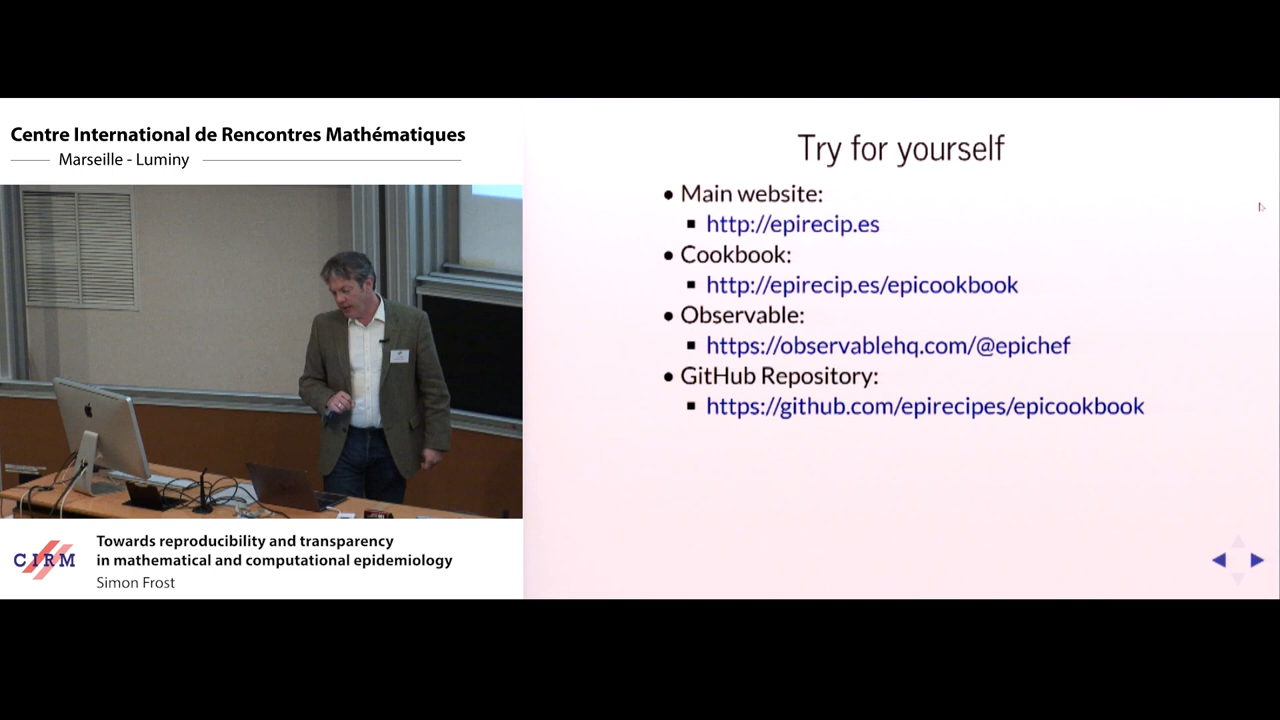 Centre International de Rencontres Mathématiques
Marseille - Luminy
Try for yourself
• Main website:
▪ http://epirecip.es
• Cookbook:
▪ http://epirecip.es/epicookbook
• Observable:
▪ https://observablehq.com/@epichef
• GitHub Repository:
▪ https://github.com/epirecipes/epicookbook
CIRM
Towards reproducibility and transparency
in mathematical and computational epidemiology
Simon Frost